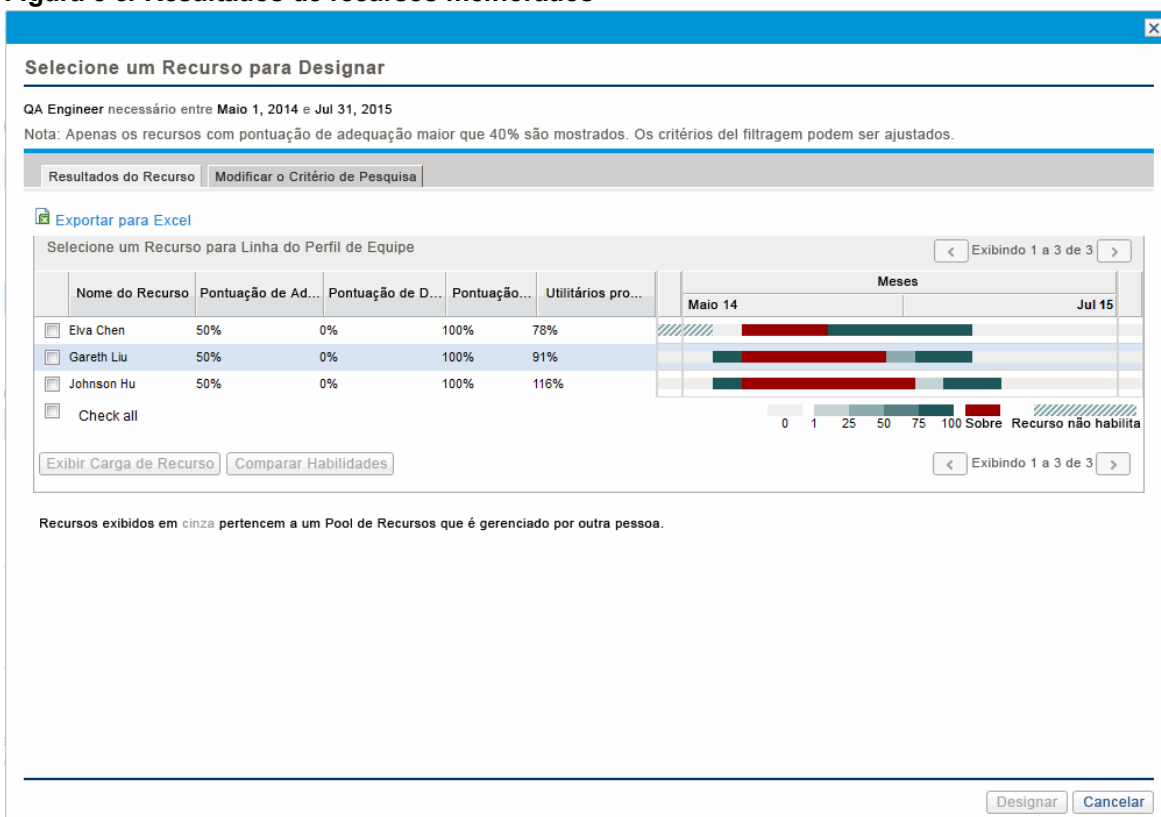 Selecione um Recurso para Designar
QA Engineer necessário entre Maio 1, 2014 e Jul 31, 2015
Nota: Apenas os recursos com pontuação de adequação maior que 40% são mostrados. Os critérios del filtragem podem ser ajustados.
Resultados do Recurso Modificar o Critério de Pesquisa
Exportar para Excel
Selecione um Recurso para Linha do Perfil de Equipe Exibindo 1 a 3 de 3
Meses
Nome do Recurso Pontuação de Ad... Pontuação de D... Pontuação... Utilitários pro...
Maio 14 Jul 15
Elva Chen 50% 0% 100% 78%
Gareth Liu 50% 0% 100% 91%
Johnson Hu 50% 0% 100% 116%
Check all
0 1 25 50 75 100 Sobre Recurso não habilita
Exibir Carga de Recurso Comparar Habilidades Exibindo 1 a 3 de 3
Recursos exibidos em cinza pertencem a um Pool de Recursos que é gerenciado por outra pessoa.
Designar Cancelar